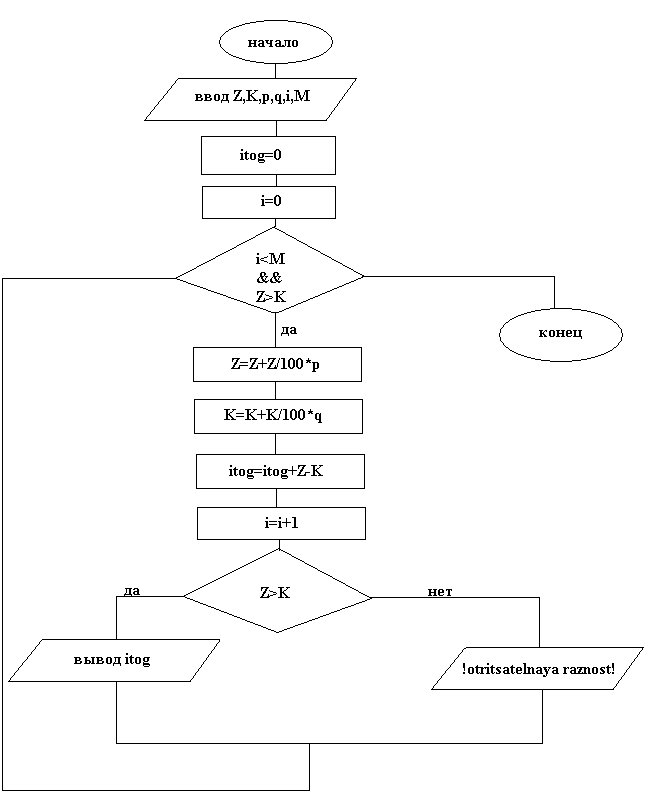 начало
ввод Z,K,p,q,i,M
itog=0
i=0
i<M
&&
Z>K
да
конец
Z=Z+Z/100*p
K=K+K/100*q
itog=itog+Z-K
i=i+1
Z>K
да
нет
вывод itog
!otritsatelnaya raznost!